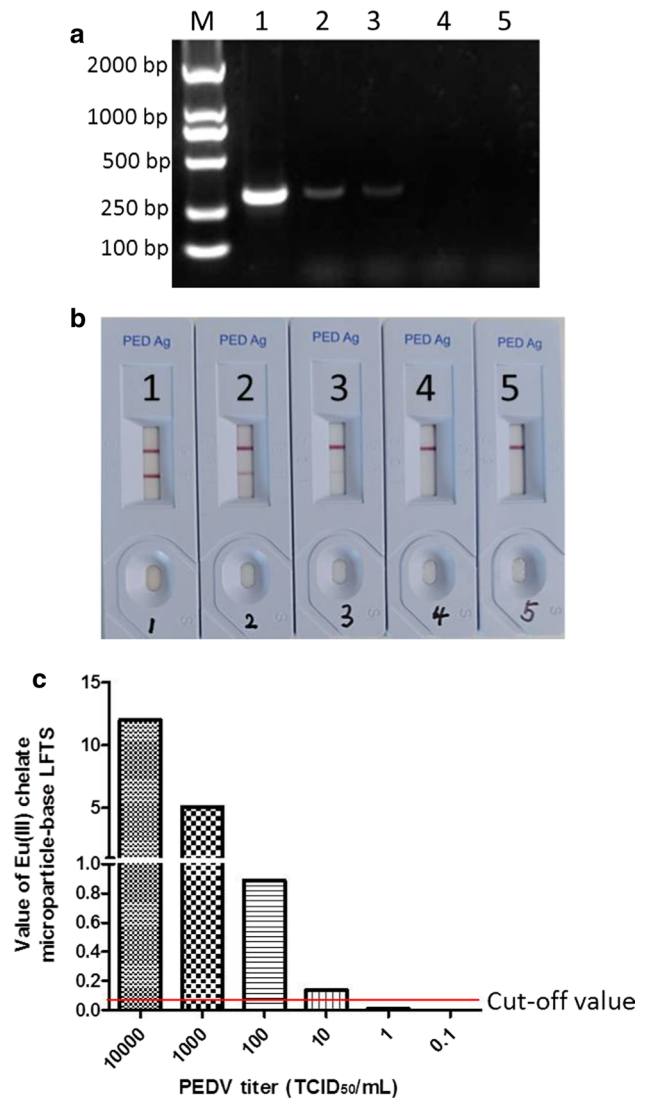 a
M 1 2 3 4 5
2000 bp
1000 bp
500 bp
250 bp
100 bp
b
PED Ag PED Ag PED Ag PED Ag PED Ag
1 2 3 4 5
1 2 3 4 5
c
Value of Eu(III) chelate
microparticle-base LFTS
15
10
5
1.0
0.8
0.6
0.4
0.2
0.0
Cut-off value
10000 1000 100 10 1 0.1
PEDV titer (TCID50/mL)